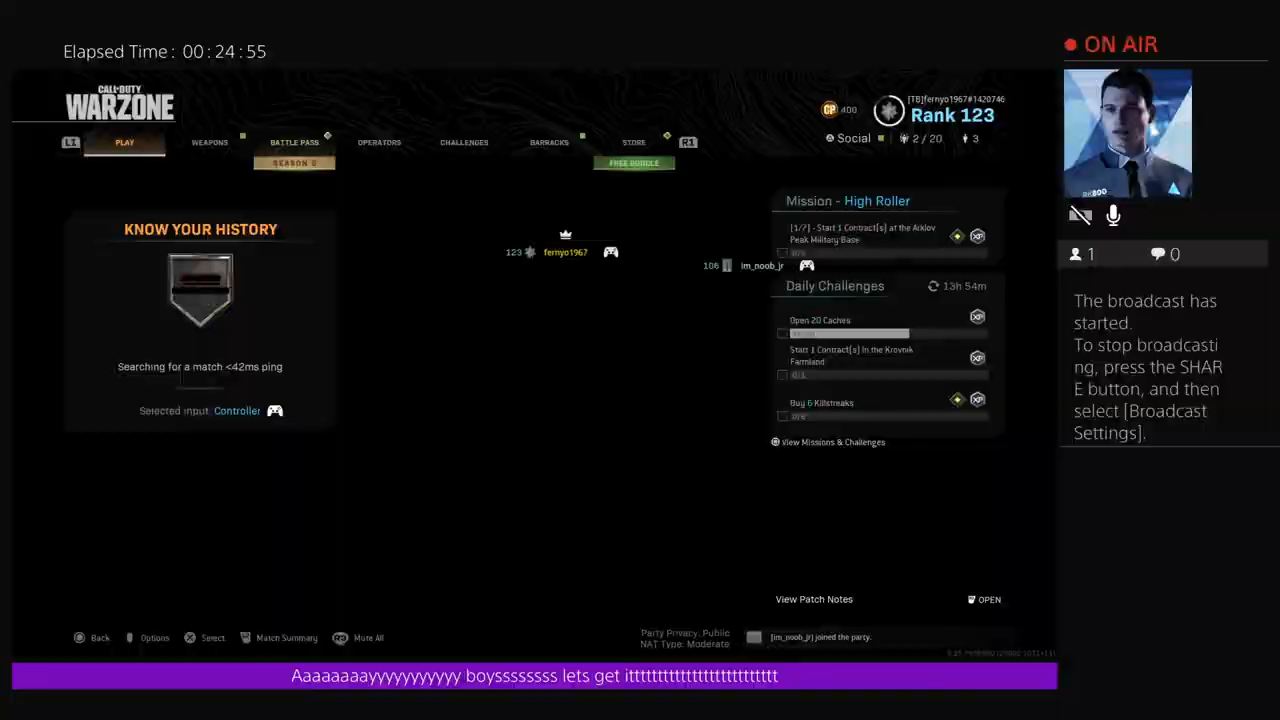 Elapsed Time: 00:24:55
ON AIR
CALL OF DUTY
WARZONE
400
[TB]fernyo1967#1420746
Rank 123
Social 2 / 20 3
L1 PLAY WEAPONS BATTLE PASS OPERATORS CHALLENGES BARRACKS STORE R1
FREE BUNDLE
KNOW YOUR HISTORY
Searching for a match <42ms ping
Selected input: Controller
123 fernyo1967
106 im_noob_jr
Mission - High Roller
[1/7] - Start 1 Contract[s] at the Arklov
Peak Military Base
Daily Challenges 13h 54m
Open 20 Caches
Start 1 Contract[s] in the Krovnik
Farmland
Buy 6 Killstreaks
View Missions & Challenges
View Patch Notes OPEN
Back Options Select Match Summary R3 Mute All
Party Privacy: Public
NAT Type: Moderate
[im_noob_jr] joined the party.
Aaaaaaaayyyyyyyyyyy boyssssssss lets get itttttttttttttttttttttttttt
1 0
The broadcast has
started.
To stop broadcasti
ng, press the SHAR
E button, and then
select [Broadcast
Settings].